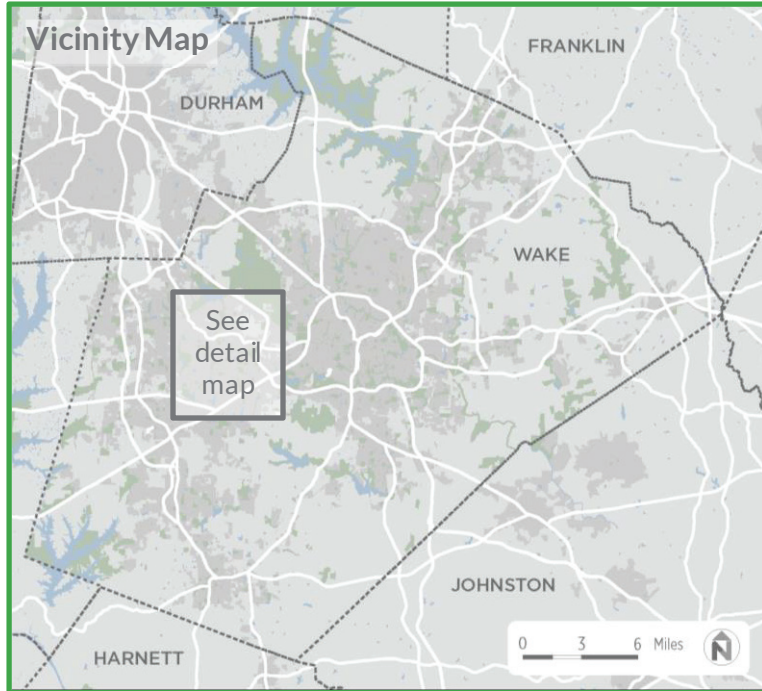 Vicinity Map
FRANKLIN
DURHAM
WAKE
See
detail
map
JOHNSTON
HARNETT
0 3 6 Miles
N